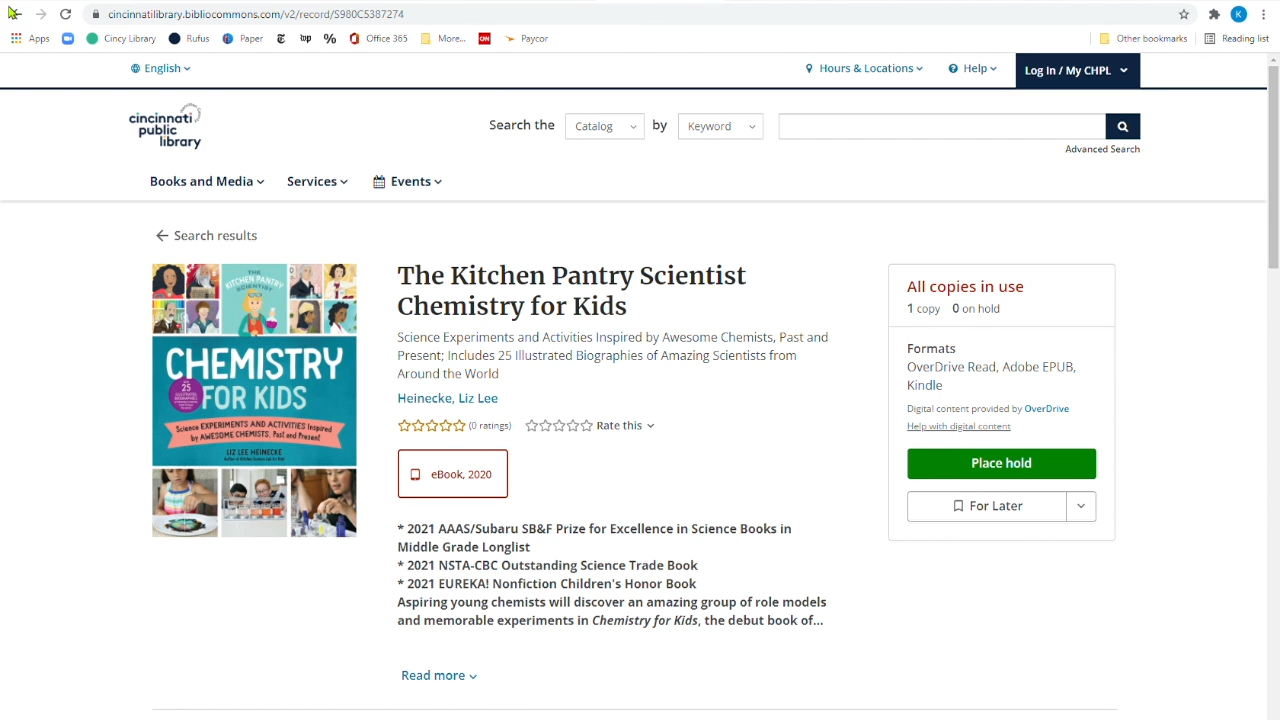 cincinnatilibrary.bibliocommons.com/v2/record/S980C5387274
K
Apps
Cincy Library
Rufus
Paper
Office 365
More...
CNN
Paycor
Other bookmarks
Reading list
English
Hours & Locations
Help
Log In / My CHPL
cincinnati
public
library
Search the
Catalog
by
Keyword
Advanced Search
Books and Media
Services
Events
Search results
THE
KITCHEN PANTRY
SCIENTIST
CHEMISTRY
25
FOR KIDS
Science EXPERIMENTS AND ACTIVITIES Inspired
by AWESOME CHEMISTS, Past and Present!
LIZ LEE HEINECKE
The Kitchen Pantry Scientist
Chemistry for Kids
Science Experiments and Activities Inspired by Awesome Chemists, Past and
Present; Includes 25 Illustrated Biographies of Amazing Scientists from
Around the World
Heinecke, Liz Lee
(0 ratings)
Rate this
eBook, 2020
* 2021 AAAS/Subaru SB&F Prize for Excellence in Science Books in
Middle Grade Longlist
* 2021 NSTA-CBC Outstanding Science Trade Book
* 2021 EUREKA! Nonfiction Children's Honor Book
Aspiring young chemists will discover an amazing group of role models
and memorable experiments in Chemistry for Kids, the debut book of...
Read more
All copies in use
1 copy 0 on hold
Formats
OverDrive Read, Adobe EPUB,
Kindle
Digital content provided by OverDrive
Help with digital content
Place hold
For Later